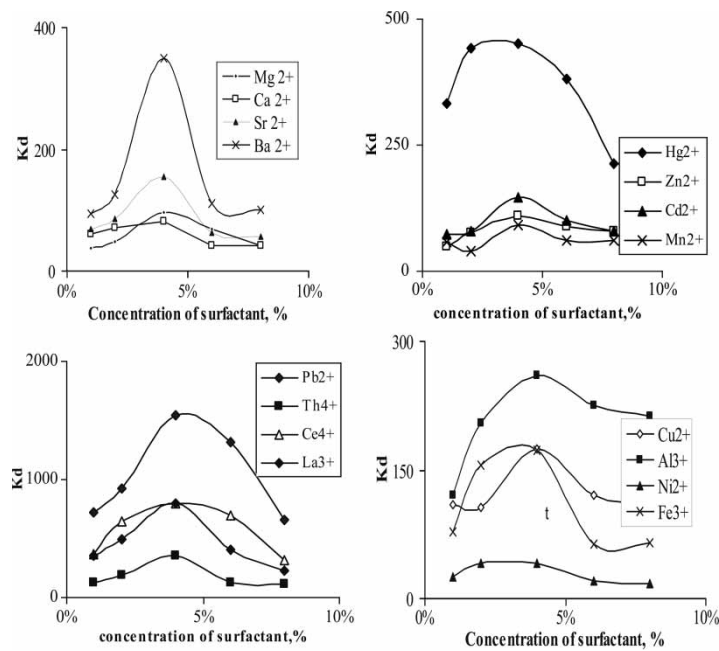 400
200
0
Kd
0%
5%
10%
Concentration of surfactant, %
Mg 2+
Ca 2+
Sr 2+
Ba 2+
500
250
0
Kd
0%
5%
10%
concentration of surfactant,%
Hg2+
Zn2+
Cd2+
Mn2+
2000
1000
0
Kd
0%
5%
10%
concentration of surfactant,%
Pb2+
Th4+
Ce4+
La3+
300
150
0
Kd
0%
5%
10%
Concentration of surfactant, %
Cu2+
Al3+
Ni2+
Fe3+
t